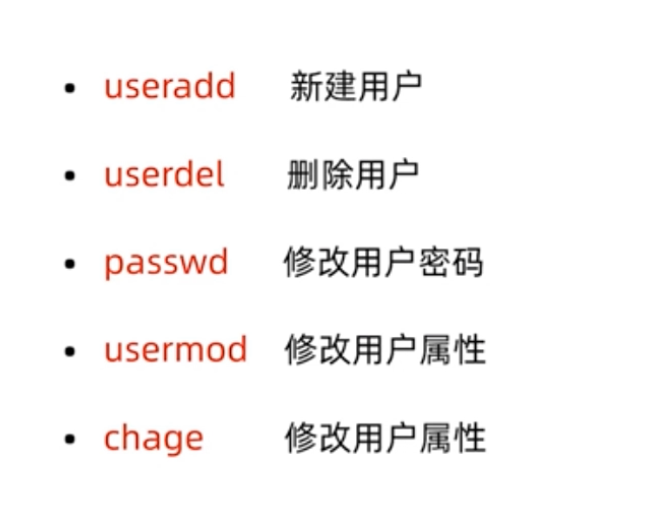 • useradd 新建用户
• userdel 删除用户
• passwd 修改用户密码
• usermod 修改用户属性
• chage 修改用户属性